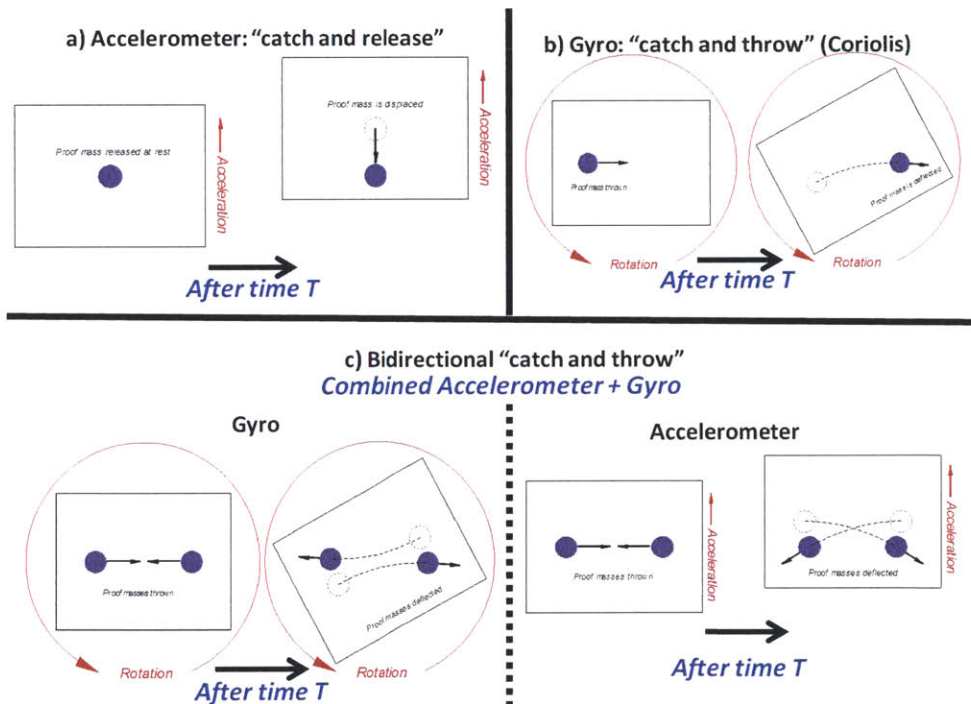 a) Accelerometer: “catch and release”
Proof mass released at rest
Acceleration
Proof mass is displaced
Acceleration
After time T
b) Gyro: “catch and throw” (Coriolis)
Proof mass thrown
Rotation
Proof mass is deflected
Rotation
After time T
c) Bidirectional “catch and throw”
Combined Accelerometer + Gyro
Gyro
Proof masses thrown
Rotation
Proof masses deflected
Rotation
After time T
Accelerometer
Proof masses thrown
Acceleration
Proof masses deflected
Acceleration
After time T